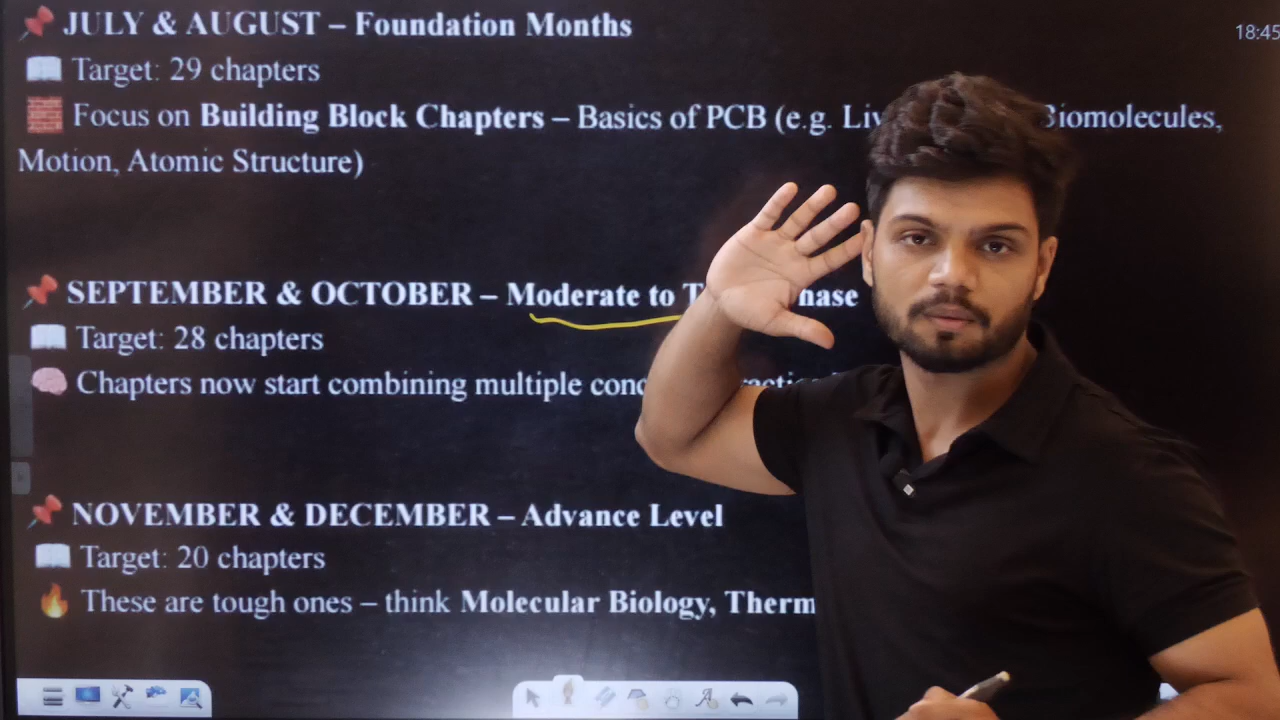 📌 JULY & AUGUST – Foundation Months
18:45
📖 Target: 29 chapters
🧱 Focus on Building Block Chapters – Basics of PCB (e.g. Biomolecules,
Motion, Atomic Structure)
📌 SEPTEMBER & OCTOBER – Moderate to
📖 Target: 28 chapters
🧠 Chapters now start combining multiple
📌 NOVEMBER & DECEMBER – Advance Level
📖 Target: 20 chapters
🔥 These are tough ones – think Molecular Biology,